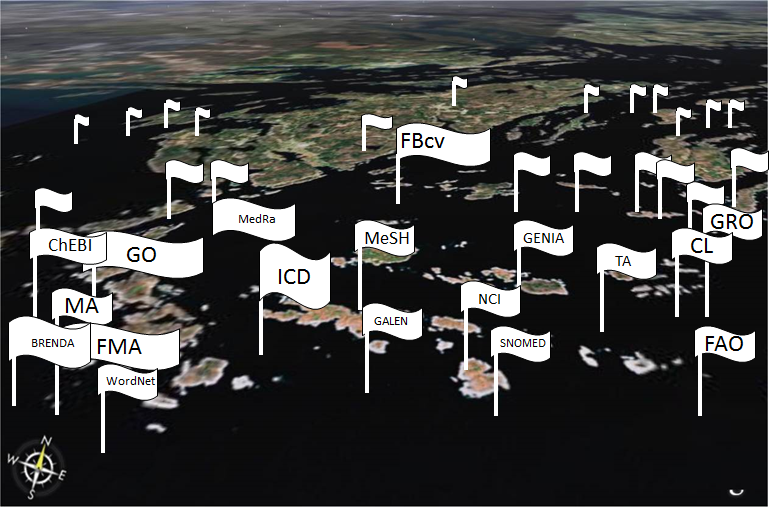 FBcv
MedRa
GRO
ChEBI
GO
MeSH
GENIA
CL
TA
ICD
NCI
MA
GALEN
BRENDA
FMA
SNOMED
FAO
WordNet
N
W
E
S